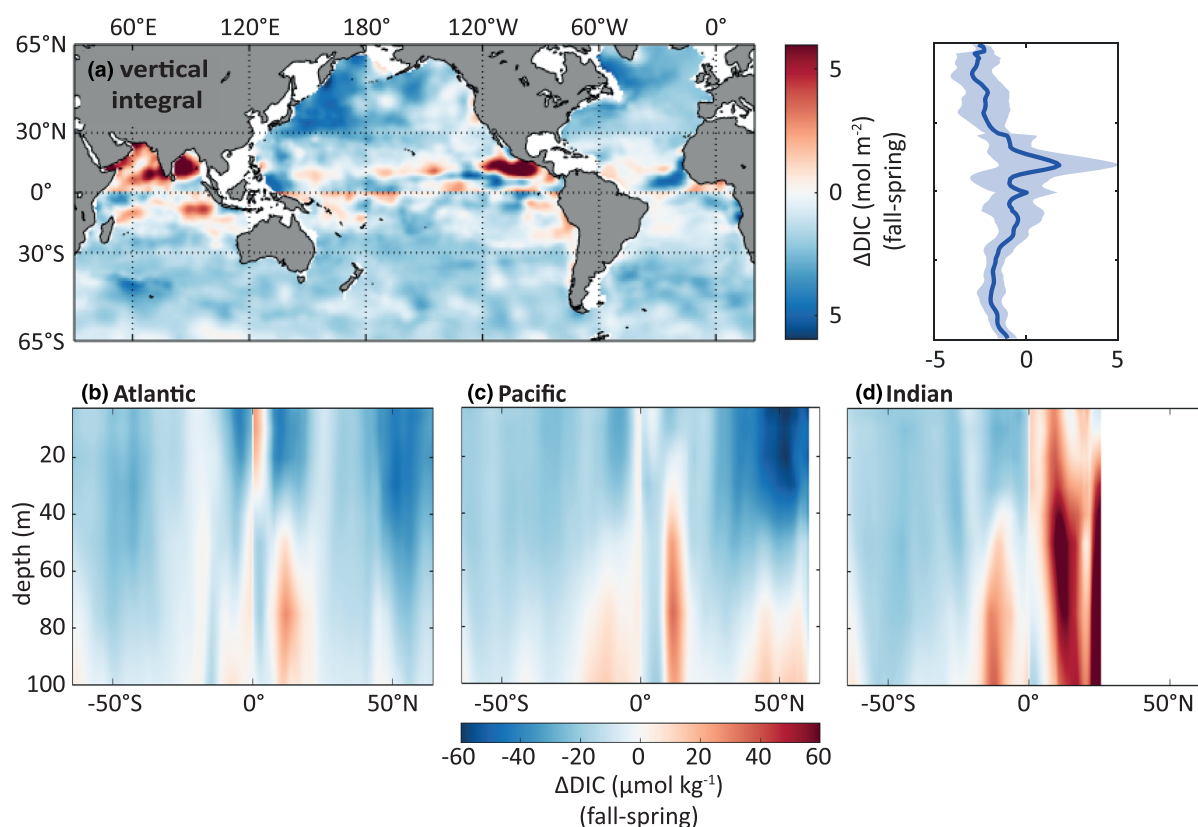 60°E 120°E 180° 120°W 60°W 0°
65°N
(a) vertical
integral
30°N
0°
30°S
65°S
5
0
5
ΔDIC (mol m⁻²)
(fall-spring)
-5 0 5
(b) Atlantic
(c) Pacific
(d) Indian
20
40
60
80
100
depth (m)
-50°S 0° 50°N
-50°S 0° 50°N
-50°S 0° 50°N
-60 -40 -20 0 20 40 60
ΔDIC (μmol kg⁻¹)
(fall-spring)